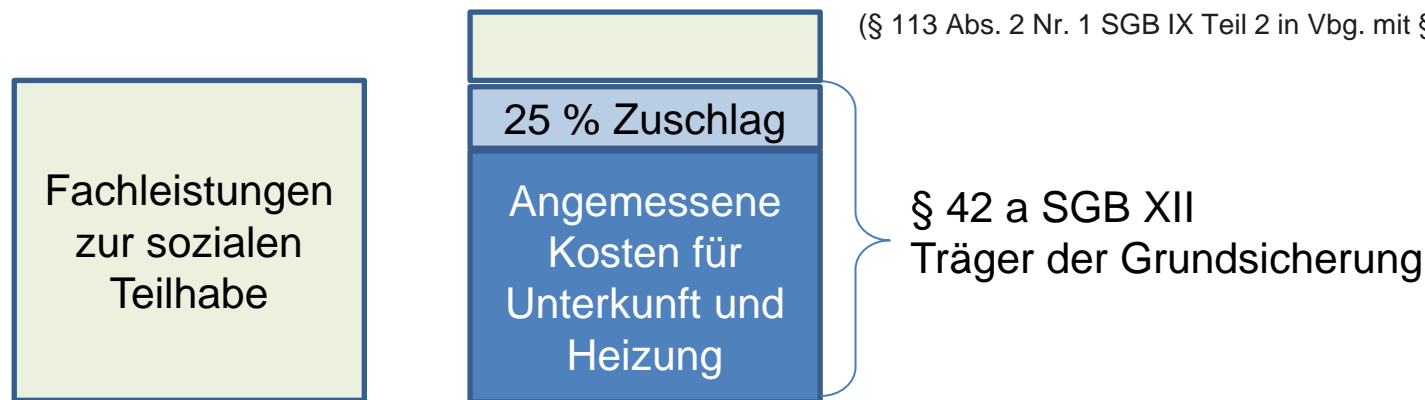 (§ 113 Abs. 2 Nr. 1 SGB IX Teil 2 in Vbg. mit §
25 % Zuschlag
Fachleistungen
zur sozialen
Teilhabe
Angemessene
Kosten für
Unterkunft und
Heizung
§ 42 a SGB XII
Träger der Grundsicherung